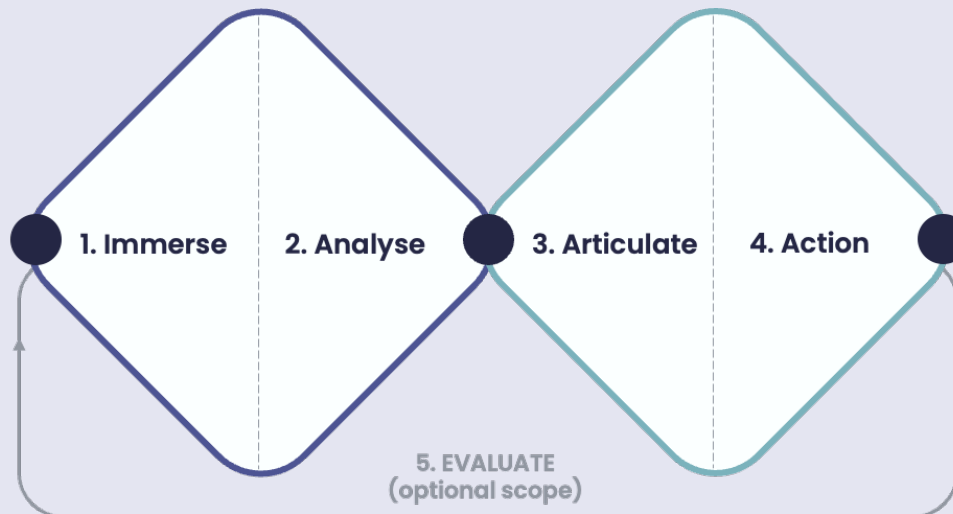 1. Immerse
2. Analyse
3. Articulate
4. Action
5. EVALUATE
(optional scope)